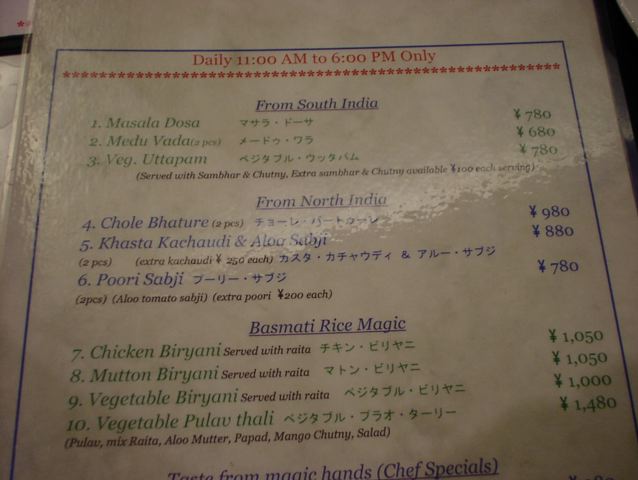 Daily 11:00 AM to 6:00 PM Only
From South India
1. Masala Dosa マサラ・ドーサ ¥ 780
2. Medu Vada(2 pcs) メードゥ・ワラ ¥ 680
3. Veg. Uttapam ベジタブル・ウッタパム ¥ 780
(Served with Sambhar & Chutny, Extra sambhar & Chutny available ¥100 each serving)
From North India
4. Chole Bhature (2 pcs) チョーレ・バートゥーレ ¥ 980
5. Khasta Kachaudi & Aloo Sabji ¥ 880
(2 pcs) (extra kachaudi ¥ 250 each) カスタ・カチャウディ & アルー・サブジ
6. Poori Sabji プーリー・サブジ ¥ 780
(2pcs) (Aloo tomato sabji) (extra poori ¥200 each)
Basmati Rice Magic
7. Chicken Biryani Served with raita チキン・ビリヤニ ¥ 1,050
8. Mutton Biryani Served with raita マトン・ビリヤニ ¥ 1,050
9. Vegetable Biryani Served with raita ベジタブル・ビリヤニ ¥ 1,000
10. Vegetable Pulav thali ベジタブル・プラオ・ターリー ¥ 1,480
(Pulav, mix Raita, Aloo Mutter, Papad, Mango Chutny, Salad)
Taste from magic hands (Chef Specials)